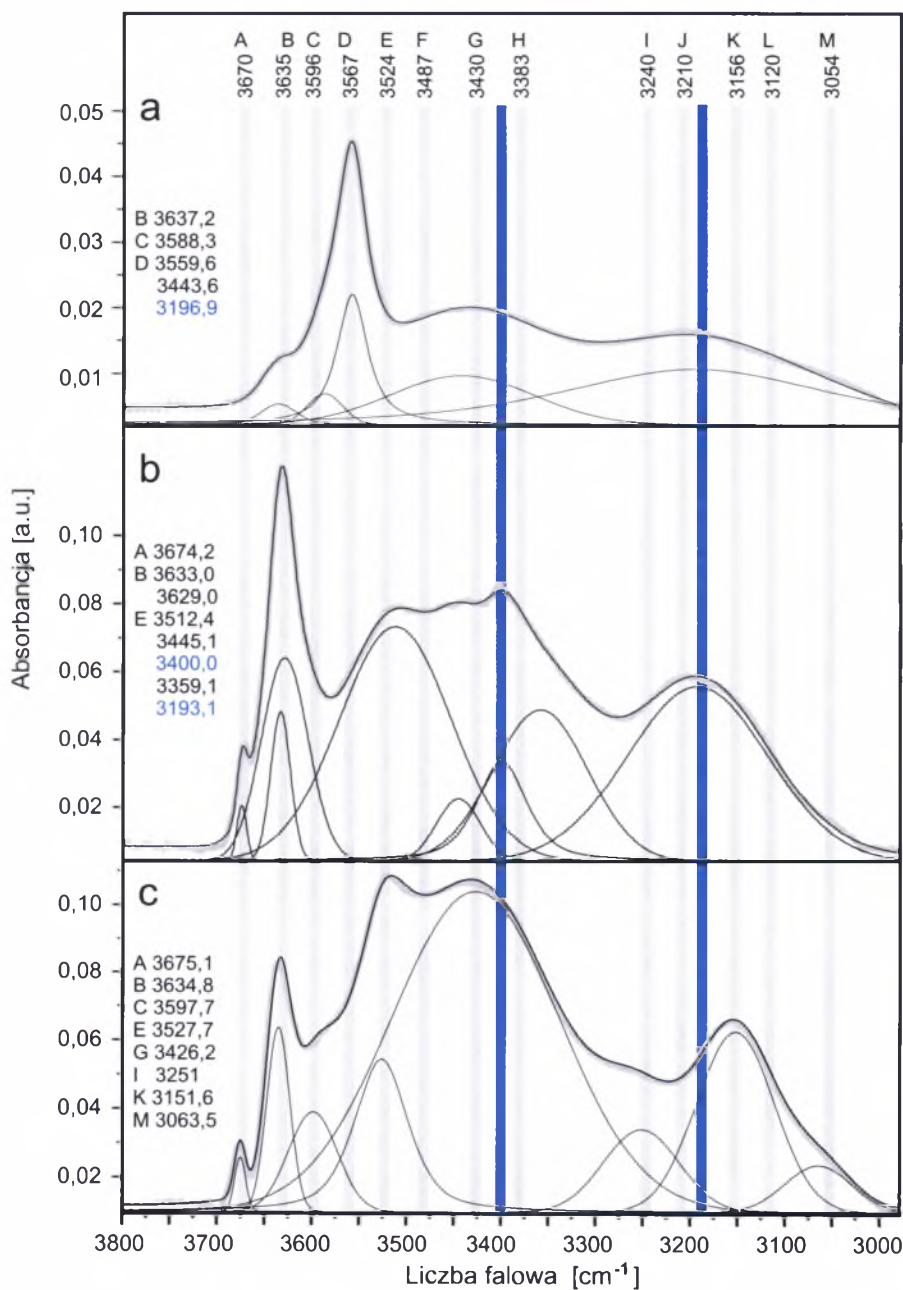 A B C D E F G H I J K L M
3670 3635 3596 3567 3524 3487 3430 3383 3240 3210 3156 3120 3054
a
0.05
0,04
0,03
0,02
0,01
B 3637,2
C 3588,3
D 3559,6
3443,6
3196,9
b
0,10
0,08
0,06
0,04
0,02
A 3674,2
B 3633,0
3629,0
E 3512,4
3445,1
3400,0
3359,1
3193,1
c
0,10
0,08
0,06
0,04
0,02
A 3675,1
B 3634,8
C 3597,7
E 3527,7
G 3426,2
I 3251
K 3151,6
M 3063,5
Absorbancja [a.u.]
3800 3700 3600 3500 3400 3300 3200 3100 3000
Liczba falowa [cm⁻¹]